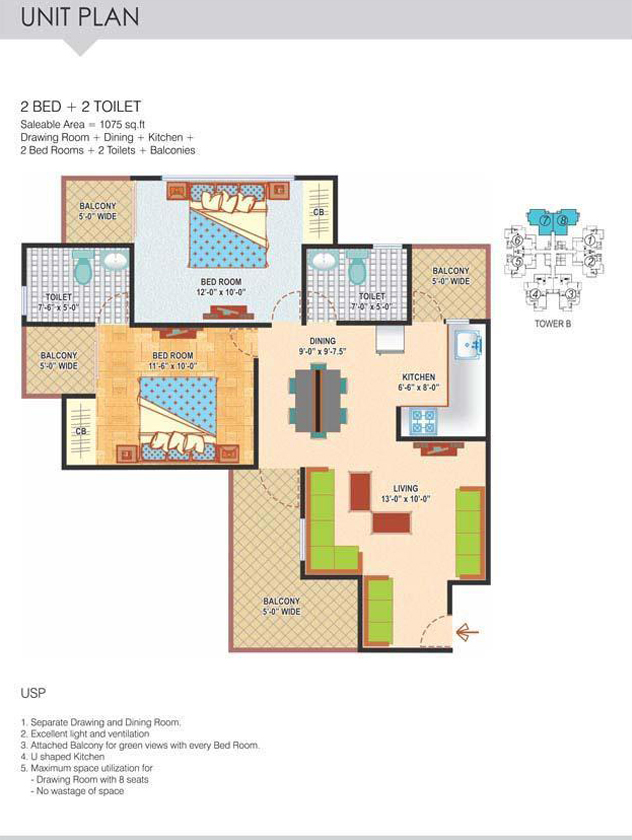 UNIT PLAN
2 BED + 2 TOILET
Saleable Area = 1075 sq.ft
Drawing Room + Dining + Kitchen +
2 Bed Rooms + 2 Toilets + Balconies
BALCONY
5'-0" WIDE
CB
BED ROOM
12'-0" x 10'-0"
TOILET
7'-6" x 5'-0"
TOILET
7'-0" x 5'-0"
BALCONY
5'-0" WIDE
BALCONY
5'-0" WIDE
BED ROOM
11'-6" x 10'-0"
CB
DINING
9'-0" x 9'-7.5"
KITCHEN
6'-6" x 8'-0"
LIVING
13'-0" x 10'-0"
BALCONY
5'-0" WIDE
7
8
6
1
5
2
4
3
TOWER B
USP
1. Separate Drawing and Dining Room.
2. Excellent light and ventilation
3. Attached Balcony for green views with every Bed Room.
4. U shaped Kitchen
5. Maximum space utilization for
- Drawing Room with 8 seats
- No wastage of space